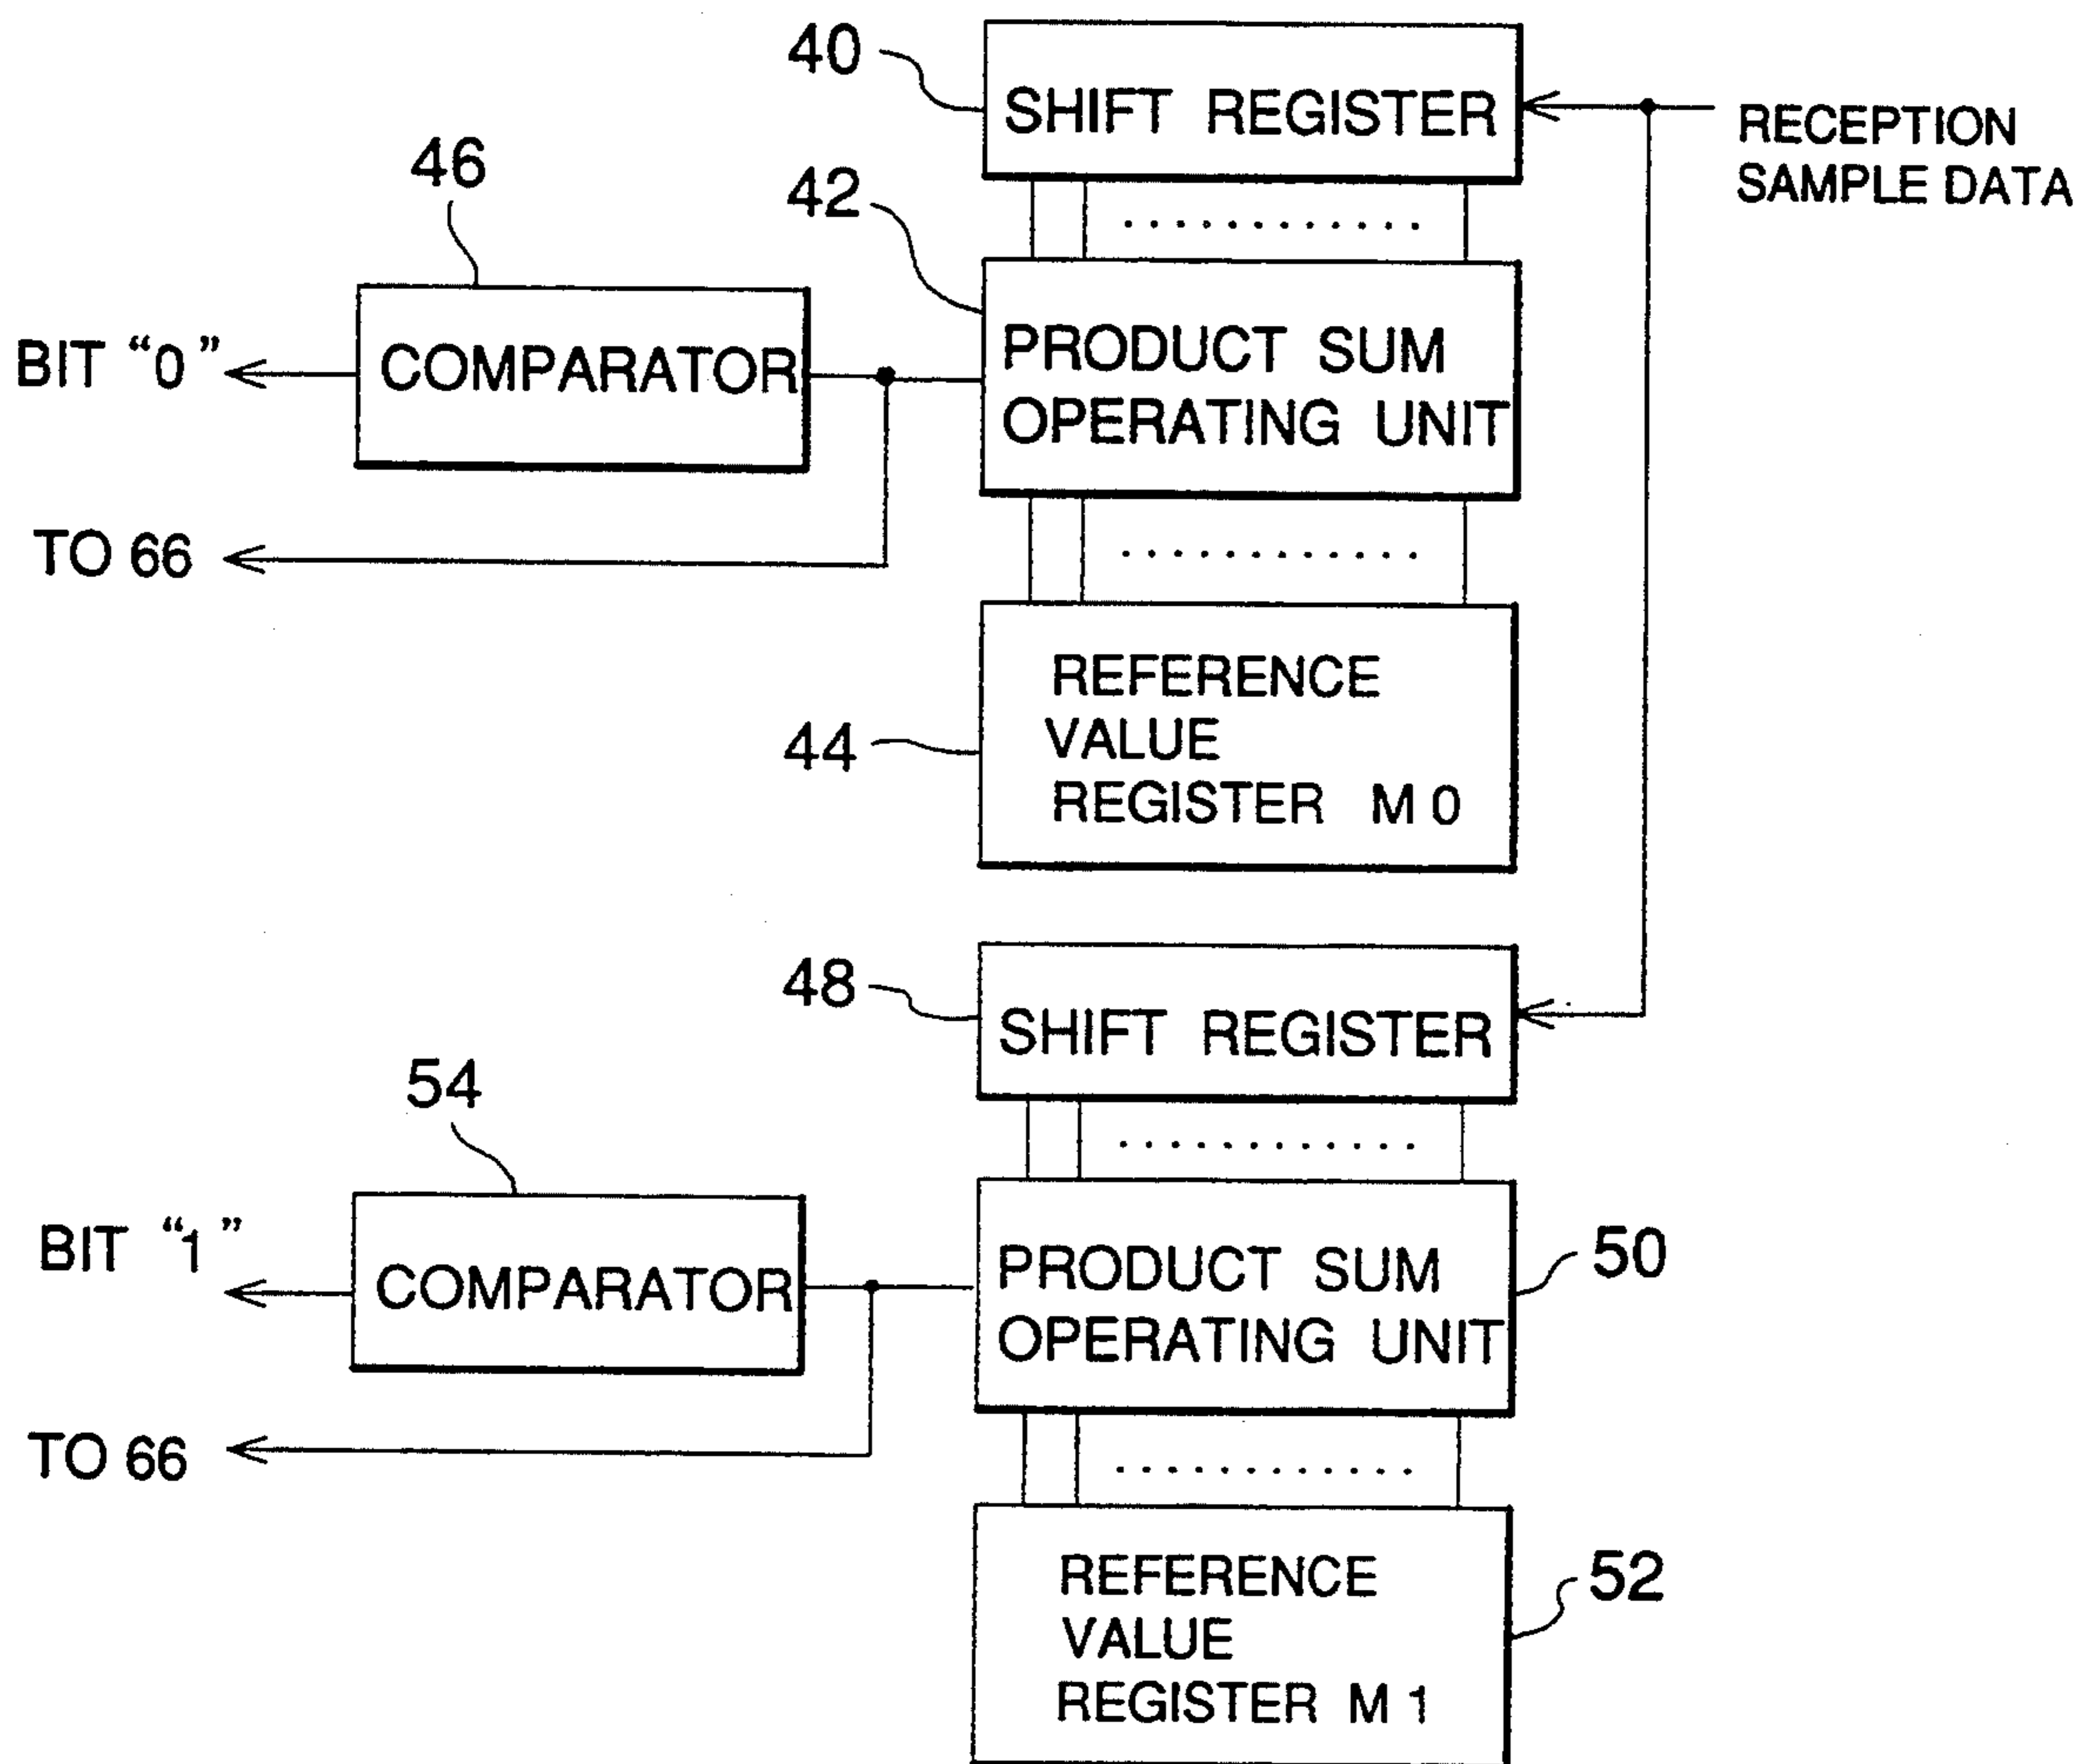 40
SHIFT REGISTER
RECEPTION
SAMPLE DATA
46
42
BIT “0”
COMPARATOR
PRODUCT SUM
OPERATING UNIT
TO 66
44
REFERENCE
VALUE
REGISTER M 0
48
SHIFT REGISTER
54
BIT “1”
COMPARATOR
PRODUCT SUM
OPERATING UNIT
50
TO 66
REFERENCE
VALUE
REGISTER M 1
52